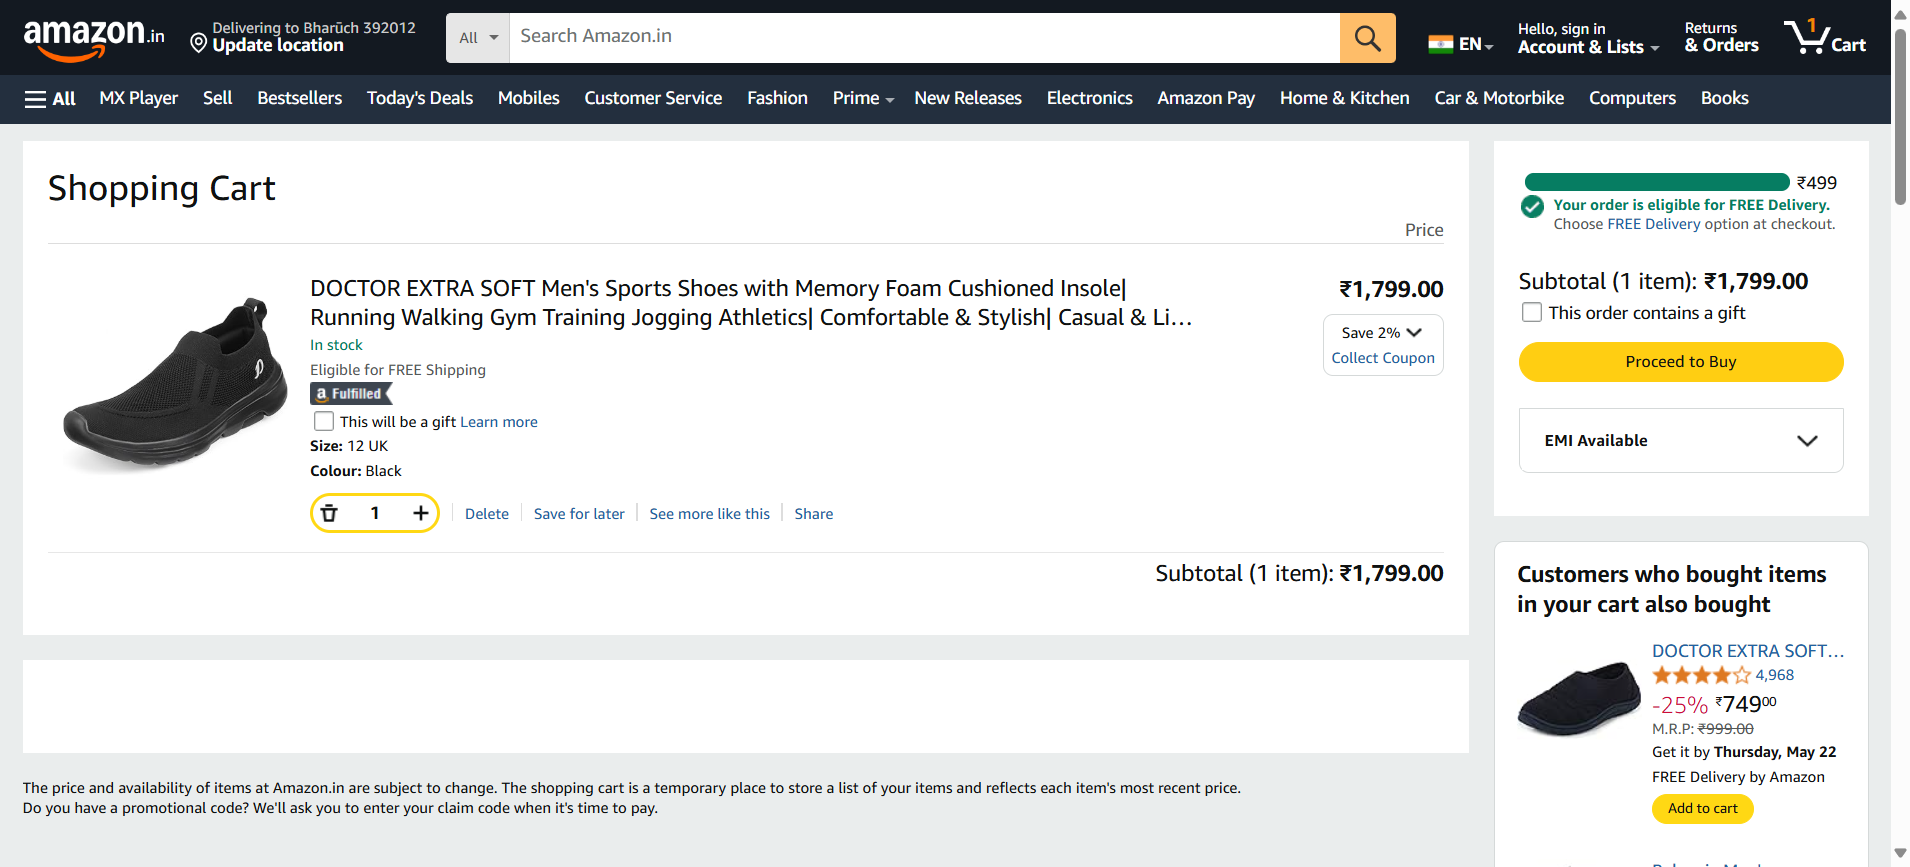 amazon.in
Delivering to Bharūch 392012
Update location
All
Search Amazon.in
EN
Hello, sign in
Account & Lists
Returns
& Orders
1
Cart
All
MX Player
Sell
Bestsellers
Today's Deals
Mobiles
Customer Service
Fashion
Prime
New Releases
Electronics
Amazon Pay
Home & Kitchen
Car & Motorbike
Computers
Books
Shopping Cart
Price
DOCTOR EXTRA SOFT Men's Sports Shoes with Memory Foam Cushioned Insole|
Running Walking Gym Training Jogging Athletics| Comfortable & Stylish| Casual & Li…
₹1,799.00
Save 2%
Collect Coupon
In stock
Eligible for FREE Shipping
a Fulfilled
This will be a gift Learn more
Size: 12 UK
Colour: Black
1
Delete
Save for later
See more like this
Share
Subtotal (1 item): ₹1,799.00
The price and availability of items at Amazon.in are subject to change. The shopping cart is a temporary place to store a list of your items and reflects each item's most recent price.
Do you have a promotional code? We'll ask you to enter your claim code when it's time to pay.
₹499
Your order is eligible for FREE Delivery.
Choose FREE Delivery option at checkout.
Subtotal (1 item): ₹1,799.00
This order contains a gift
Proceed to Buy
EMI Available
Customers who bought items
in your cart also bought
DOCTOR EXTRA SOFT…
4,968
-25% ₹74900
M.R.P: ₹999.00
Get it by Thursday, May 22
FREE Delivery by Amazon
Add to cart